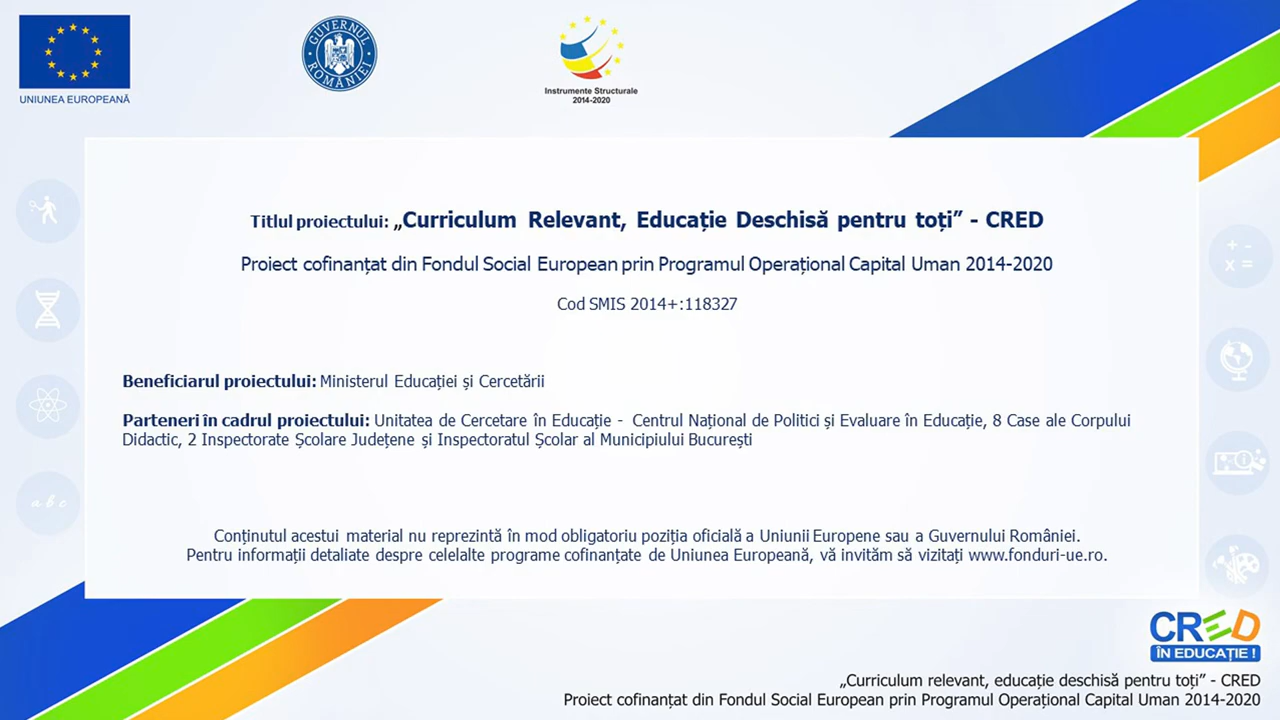 UNIUNEA EUROPEANĂ
GUVERNUL ROMÂNIEI
Instrumente Structurale
2014-2020
Titlul proiectului: „Curriculum Relevant, Educație Deschisă pentru toți” - CRED
Proiect cofinanțat din Fondul Social European prin Programul Operațional Capital Uman 2014-2020
Cod SMIS 2014+:118327
Beneficiarul proiectului: Ministerul Educației și Cercetării
Parteneri în cadrul proiectului: Unitatea de Cercetare în Educație - Centrul Național de Politici și Evaluare în Educație, 8 Case ale Corpului
Didactic, 2 Inspectorate Școlare Județene și Inspectoratul Școlar al Municipiului București
Conținutul acestui material nu reprezintă în mod obligatoriu poziția oficială a Uniunii Europene sau a Guvernului României.
Pentru informații detaliate despre celelalte programe cofinanțate de Uniunea Europeană, vă invităm să vizitați www.fonduri-ue.ro.
+ -
x =
a b c
CRED
ÎN EDUCAȚIE !
„Curriculum relevant, educație deschisă pentru toți” - CRED
Proiect cofinanțat din Fondul Social European prin Programul Operațional Capital Uman 2014-2020